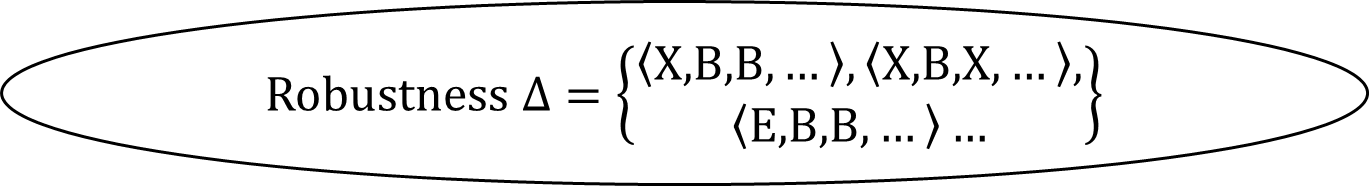 Robustness Δ = {⟨X,B,B, … ⟩, ⟨X,B,X, … ⟩,
⟨E,B,B, … ⟩ …}